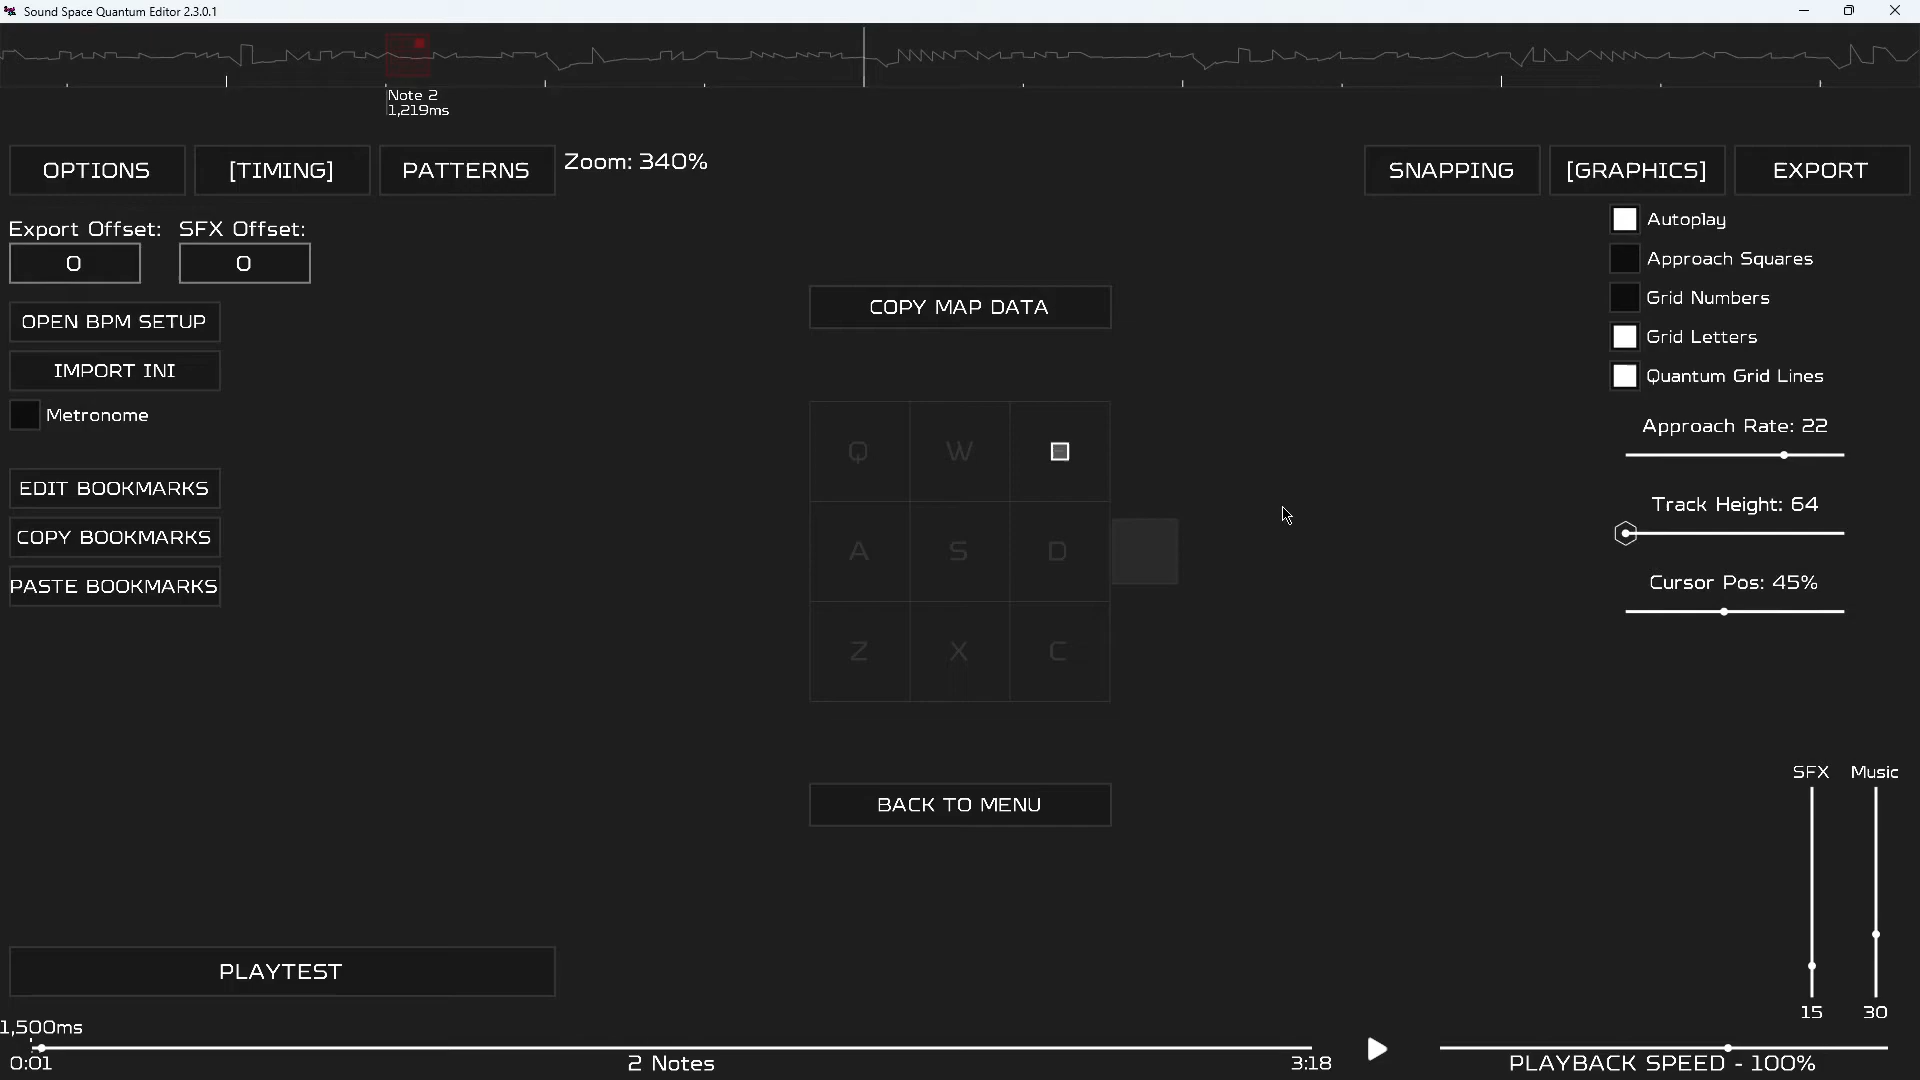 Sound Space Quantum Editor 2.3.0.1
Note 2
1,219ms
OPTIONS
[TIMING]
PATTERNS
Zoom: 340%
SNAPPING
[GRAPHICS]
EXPORT
Export Offset:
SFX Offset:
0
0
OPEN BPM SETUP
IMPORT INI
Metronome
EDIT BOOKMARKS
COPY BOOKMARKS
PASTE BOOKMARKS
COPY MAP DATA
Q W
A S D
Z X C
BACK TO MENU
Autoplay
Approach Squares
Grid Numbers
Grid Letters
Quantum Grid Lines
Approach Rate: 22
Track Height: 64
Cursor Pos: 45%
SFX Music
15 30
PLAYTEST
1,500ms
0:01
2 Notes
3:18
PLAYBACK SPEED - 100%